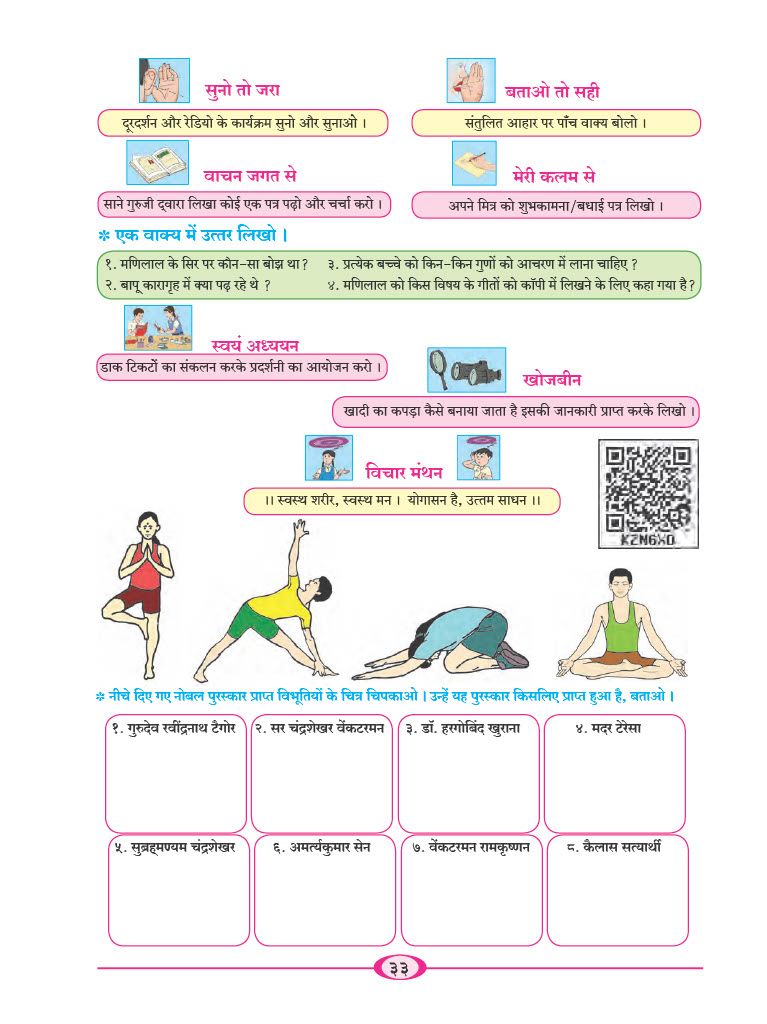 सुनो तो जरा
बताओ तो सही
दूरदर्शन और रेडियो के कार्यक्रम सुनो और सुनाओ ।
संतुलित आहार पर पाँच वाक्य बोलो ।
वाचन जगत से
मेरी कलम से
साने गुरुजी द्‌वारा लिखा कोई एक पत्र पढ़ो और चर्चा करो ।
अपने मित्र को शुभकामना/बधाई पत्र लिखो ।
* एक वाक्य में उत्तर लिखो ।
१. मणिलाल के सिर पर कौन-सा बोझ था ?
३. प्रत्येक बच्चे को किन-किन गुणों को आचरण में लाना चाहिए ?
२. बापू कारागृह में क्या पढ़ रहे थे ?
४. मणिलाल को किस विषय के गीतों को कॉपी में लिखने के लिए कहा गया है ?
स्वयं अध्ययन
डाक टिकटों का संकलन करके प्रदर्शनी का आयोजन करो ।
खोजबीन
खादी का कपड़ा कैसे बनाया जाता है इसकी जानकारी प्राप्त करके लिखो ।
विचार मंथन
।। स्वस्थ शरीर, स्वस्थ मन । योगासन है, उत्तम साधन ।।
KZN6XD
* नीचे दिए गए नोबल पुरस्कार प्राप्त विभूतियों के चित्र चिपकाओ । उन्हें यह पुरस्कार किसलिए प्राप्त हुआ है, बताओ ।
१. गुरुदेव रवींद्रनाथ टैगोर
२. सर चंद्रशेखर वेंकटरमन
३. डॉ. हरगोबिंद खुराना
४. मदर टेरेसा
५. सुब्रह्‌मण्यम चंद्रशेखर
६. अमर्त्यकुमार सेन
७. वेंकटरमन रामकृष्णन
८. कैलास सत्यार्थी
३३